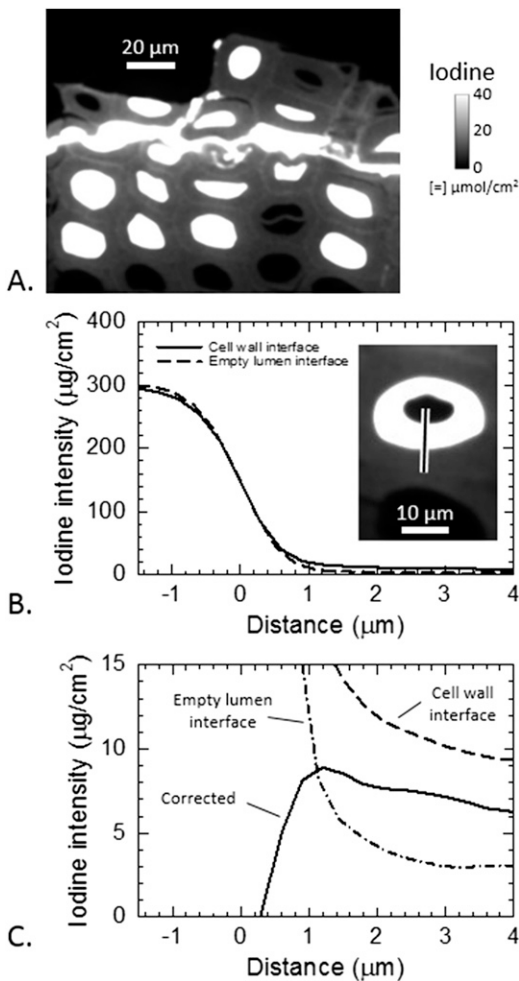 20 μm
Iodine
40
20
0
[=] μmol/cm²
A.
Iodine intensity (μg/cm²)
400
300
200
100
0
Cell wall interface
Empty lumen interface
10 μm
-1 0 1 2 3 4
Distance (μm)
B.
Iodine intensity (μg/cm²)
15
10
5
0
Empty lumen
interface
Cell wall
interface
Corrected
-1 0 1 2 3 4
Distance (μm)
C.